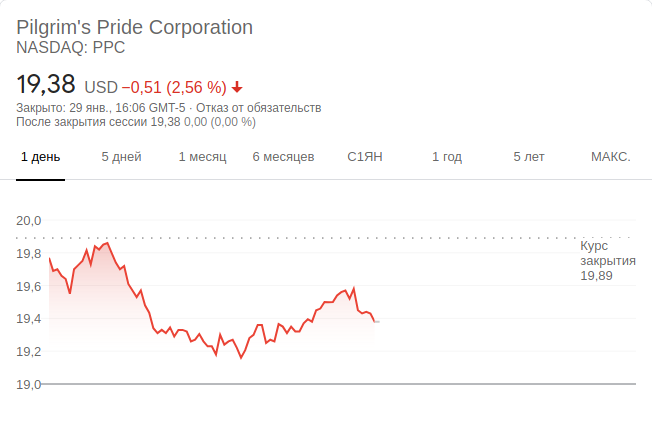 Pilgrim's Pride Corporation
NASDAQ: PPC
19,38 USD −0,51 (2,56 %)
Закрыто: 29 янв., 16:06 GMT-5 · Отказ от обязательств
После закрытия сессии 19,38 0,00 (0,00 %)
1 день 5 дней 1 месяц 6 месяцев С1ЯН 1 год 5 лет МАКС.
20,0
19,8
19,6
19,4
19,2
19,0
Курс
закрытия
19,89